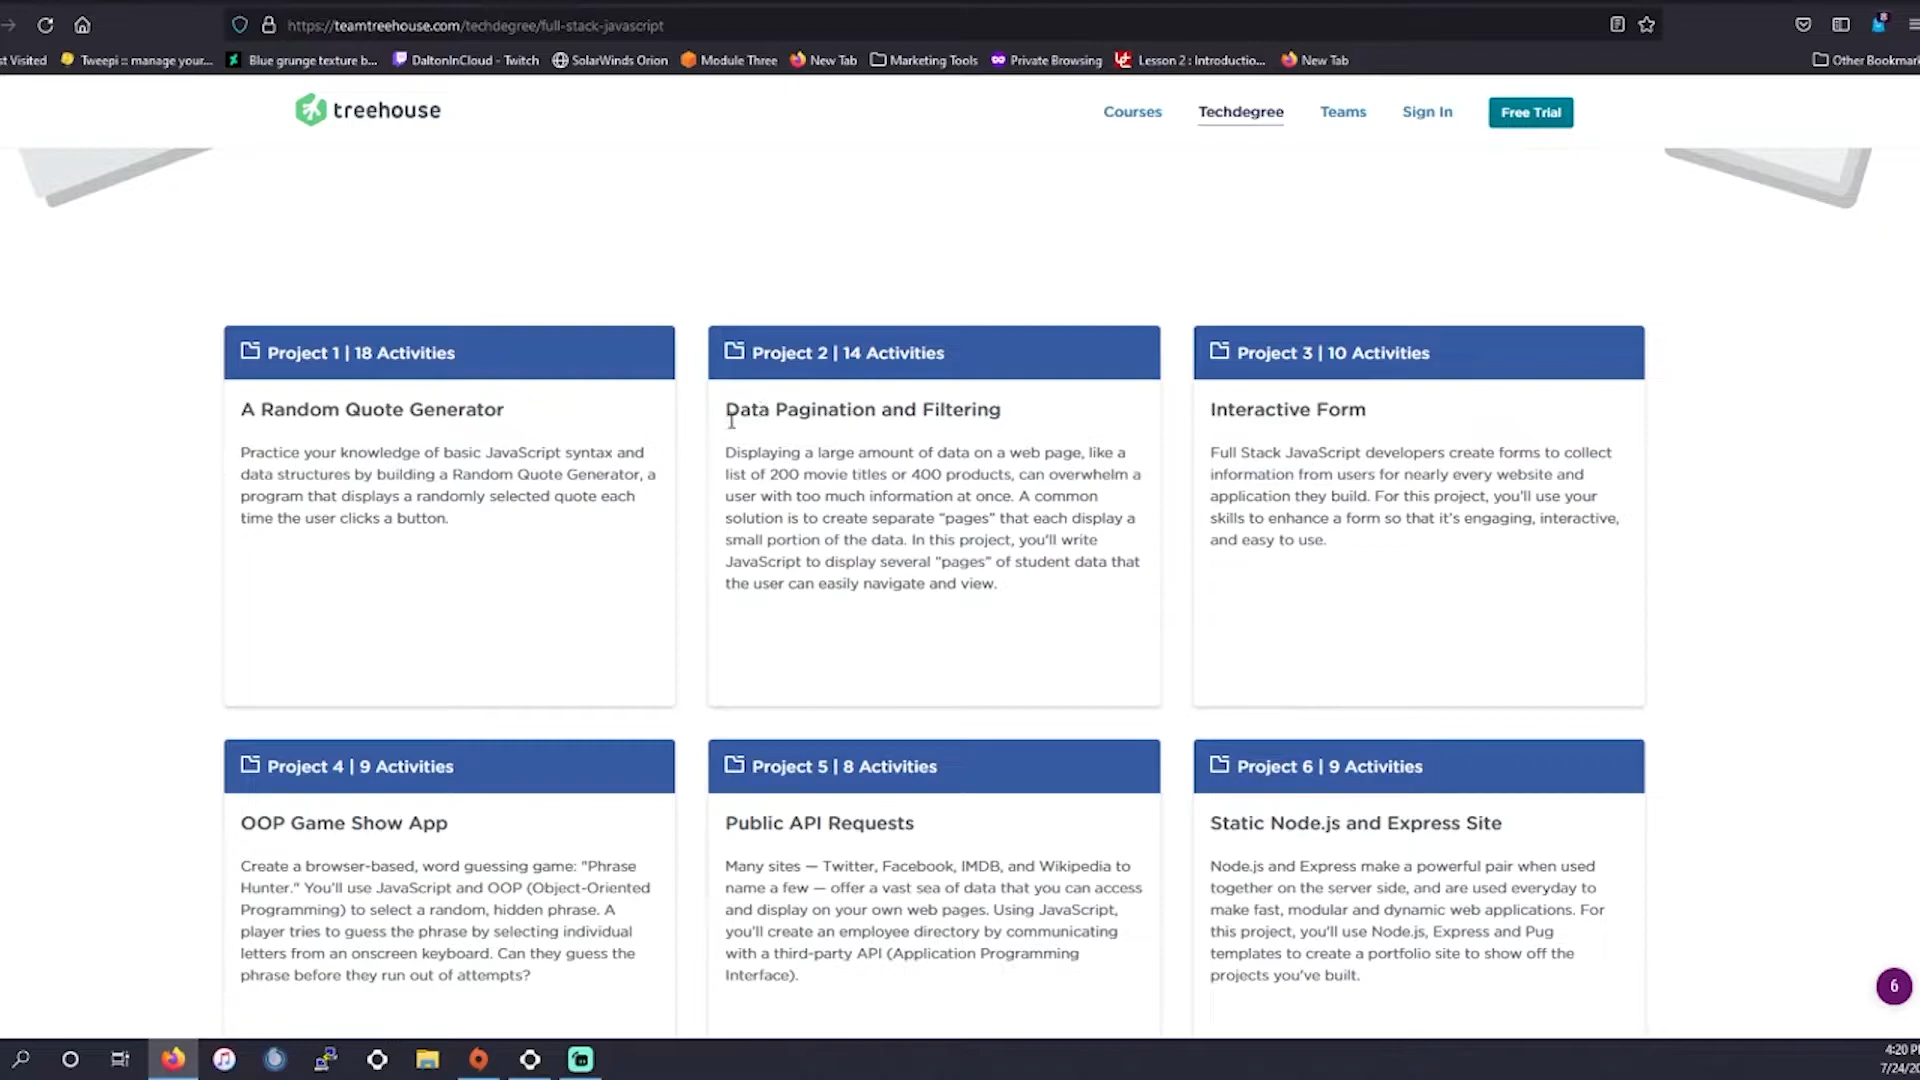 https://teamtreehouse.com/techdegree/full-stack-javascript
t Visited
Tweepi :: manage your...
Blue grunge texture b...
DaltonInCloud - Twitch
SolarWinds Orion
Module Three
New Tab
Marketing Tools
Private Browsing
UC
Lesson 2 : Introductio...
New Tab
Other Bookmar
treehouse
Courses
Techdegree
Teams
Sign In
Free Trial
Project 1 | 18 Activities
A Random Quote Generator
Practice your knowledge of basic JavaScript syntax and
data structures by building a Random Quote Generator, a
program that displays a randomly selected quote each
time the user clicks a button.
Project 2 | 14 Activities
Data Pagination and Filtering
Displaying a large amount of data on a web page, like a
list of 200 movie titles or 400 products, can overwhelm a
user with too much information at once. A common
solution is to create separate “pages” that each display a
small portion of the data. In this project, you'll write
JavaScript to display several “pages” of student data that
the user can easily navigate and view.
Project 3 | 10 Activities
Interactive Form
Full Stack JavaScript developers create forms to collect
information from users for nearly every website and
application they build. For this project, you'll use your
skills to enhance a form so that it's engaging, interactive,
and easy to use.
Project 4 | 9 Activities
OOP Game Show App
Create a browser-based, word guessing game: "Phrase
Hunter." You'll use JavaScript and OOP (Object-Oriented
Programming) to select a random, hidden phrase. A
player tries to guess the phrase by selecting individual
letters from an onscreen keyboard. Can they guess the
phrase before they run out of attempts?
Project 5 | 8 Activities
Public API Requests
Many sites — Twitter, Facebook, IMDB, and Wikipedia to
name a few — offer a vast sea of data that you can access
and display on your own web pages. Using JavaScript,
you'll create an employee directory by communicating
with a third-party API (Application Programming
Interface).
Project 6 | 9 Activities
Static Node.js and Express Site
Node.js and Express make a powerful pair when used
together on the server side, and are used everyday to
make fast, modular and dynamic web applications. For
this project, you'll use Node.js, Express and Pug
templates to create a portfolio site to show off the
projects you've built.
6
4:20 P
7/24/20